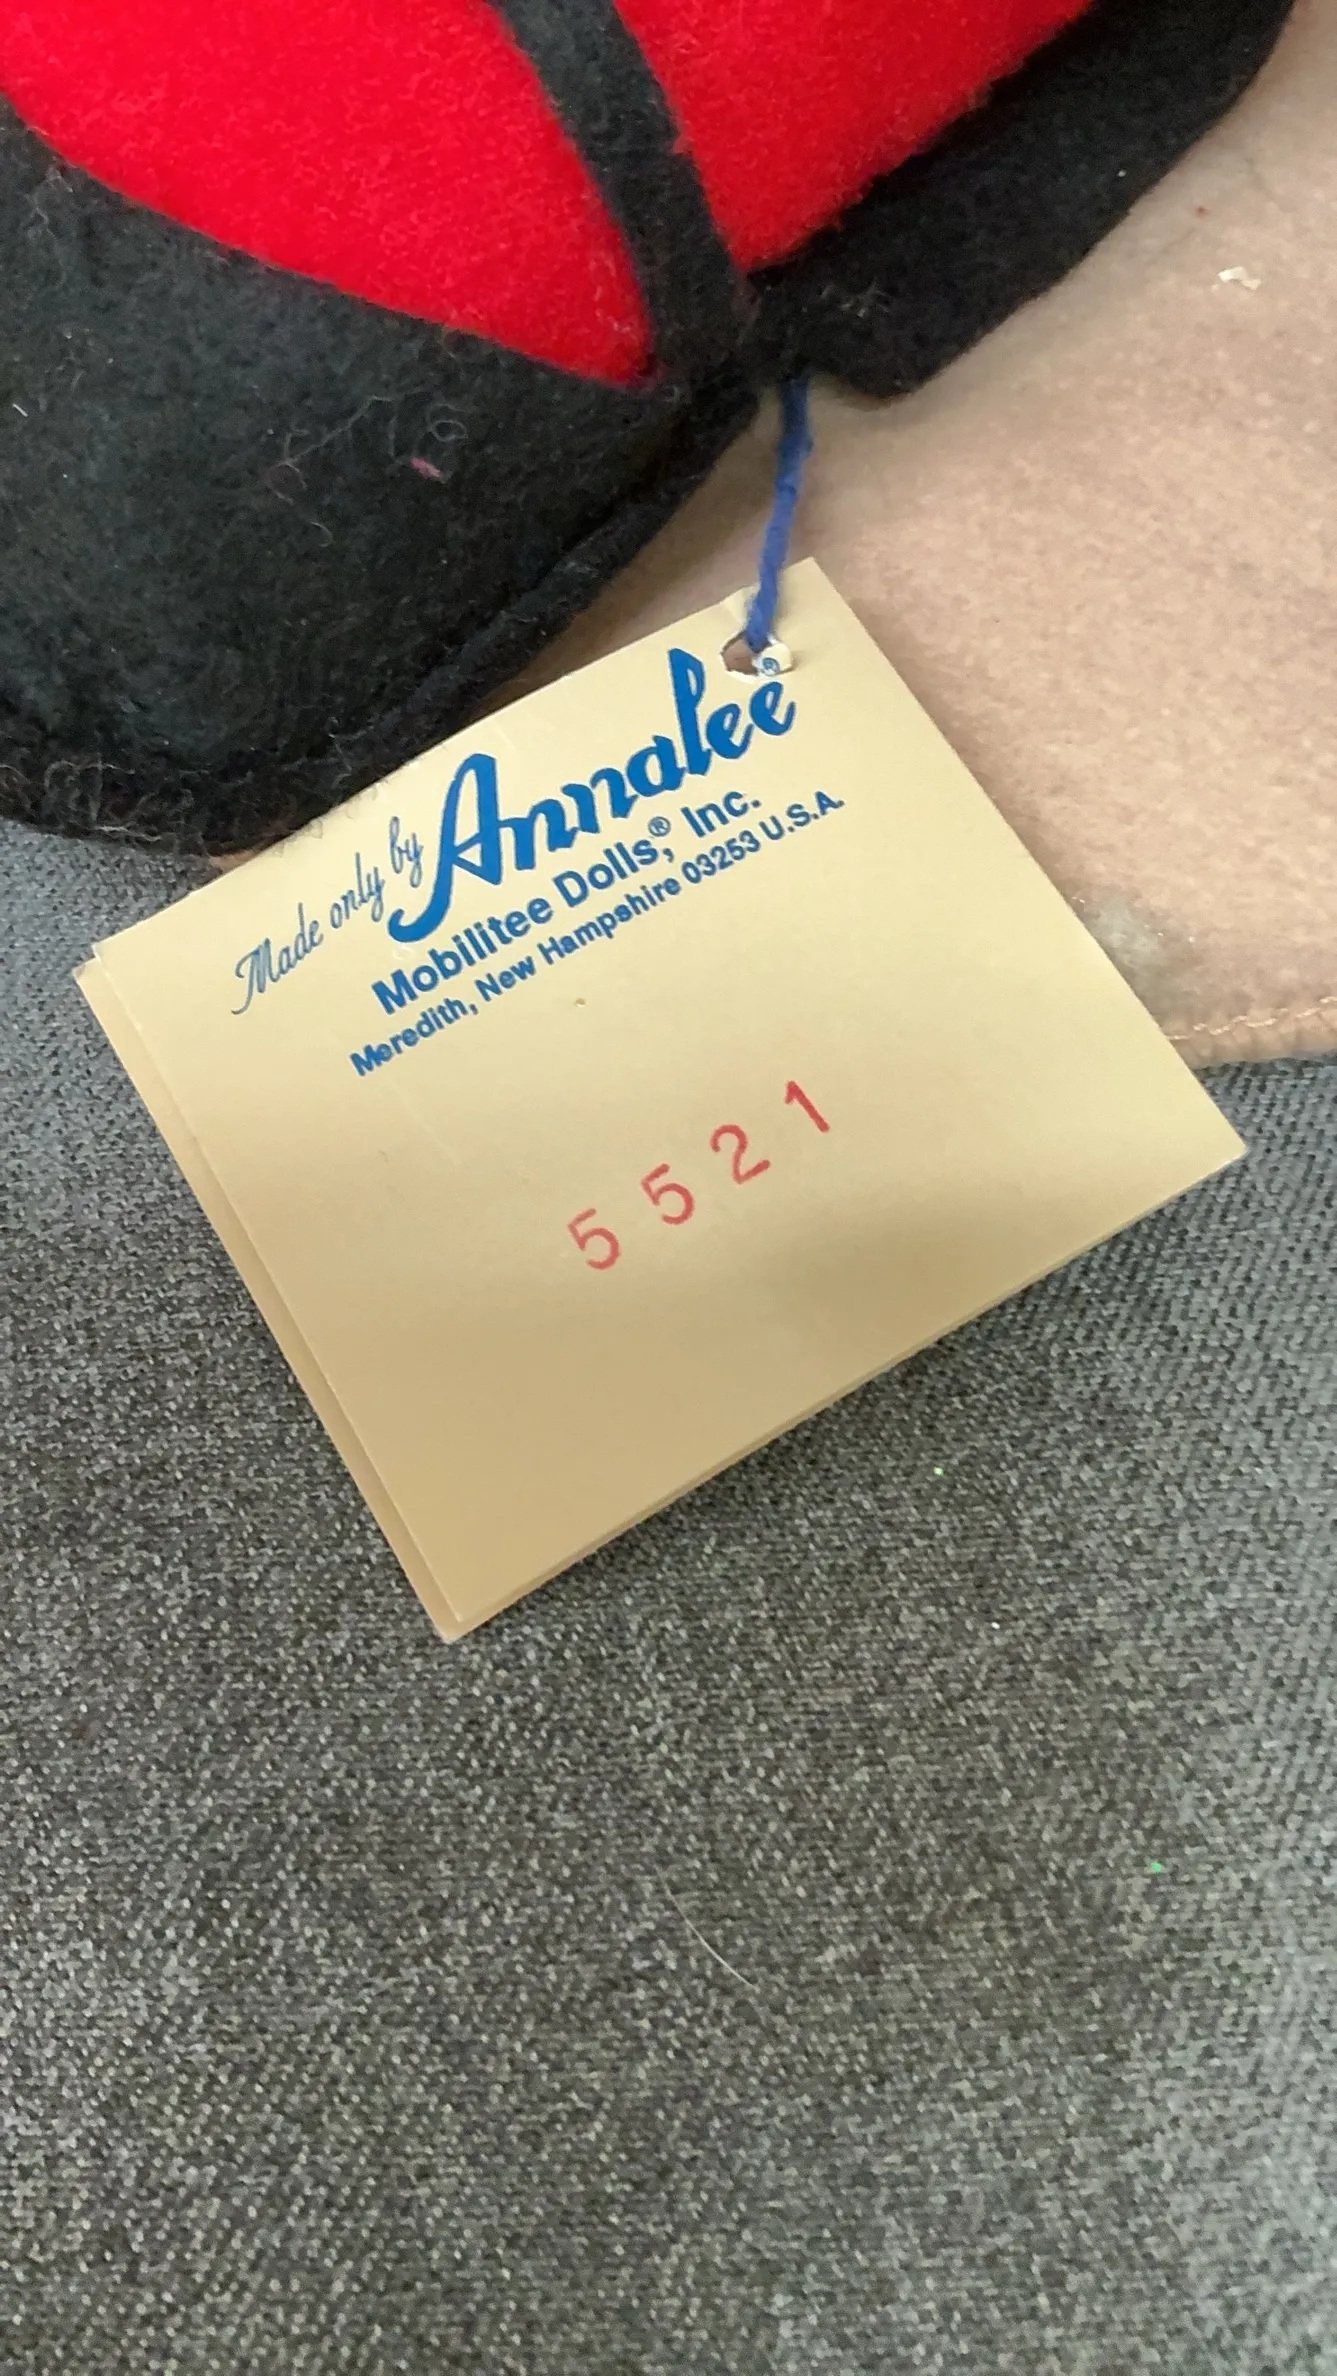 Made only by Annalee®
Mobilitee Dolls,® Inc.
Meredith, New Hampshire 03253 U.S.A.
5521